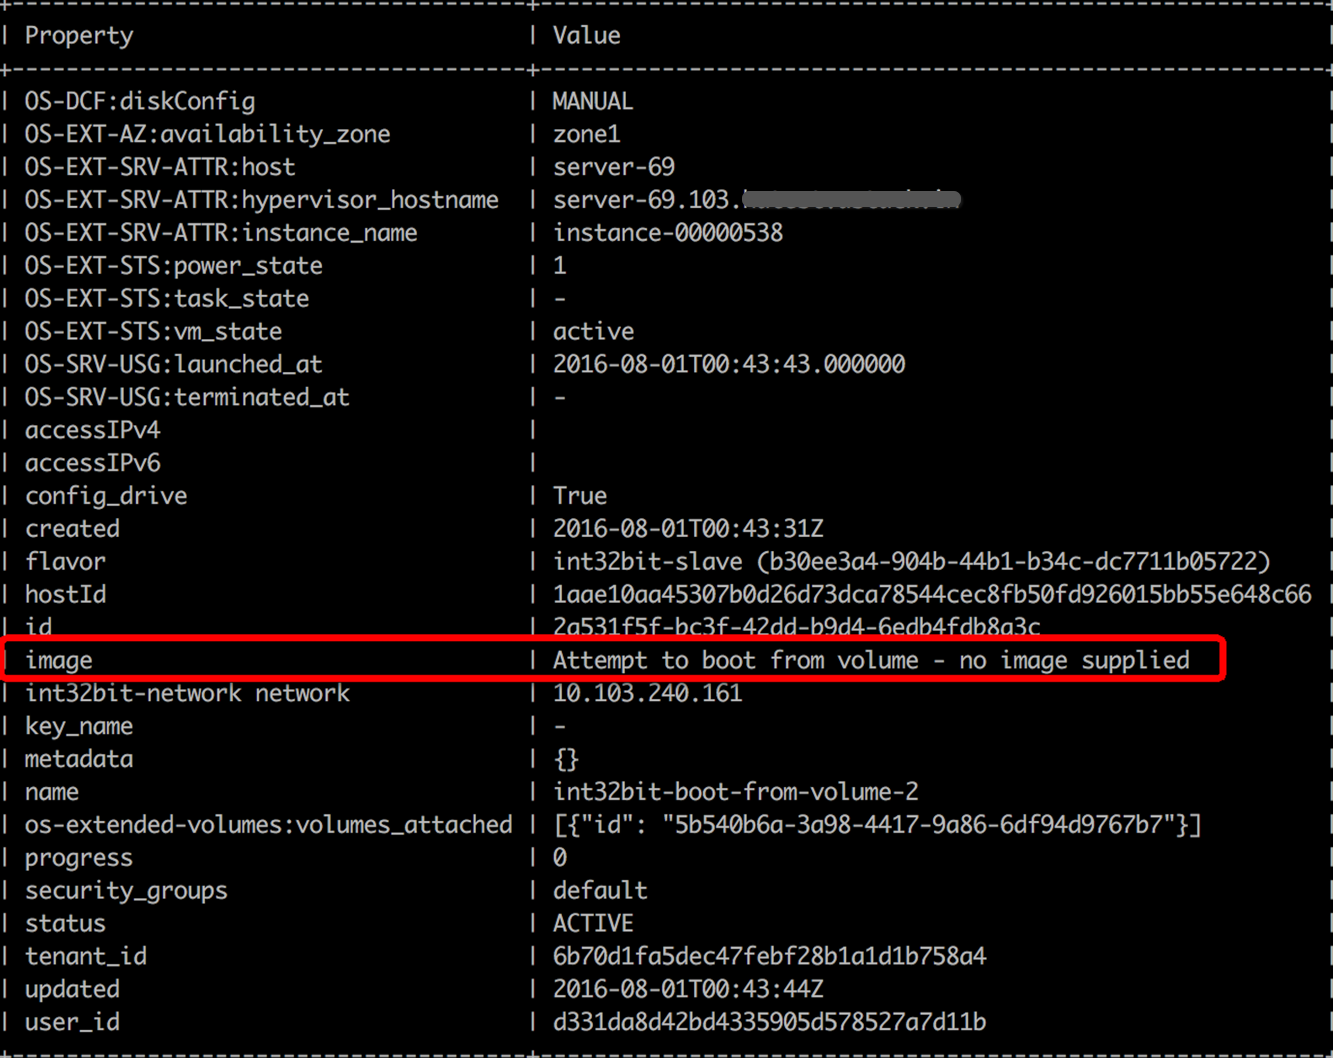 +---------------------------------------+-----------------------------------------------------------+
| Property | Value |
+---------------------------------------+-----------------------------------------------------------+
| OS-DCF:diskConfig | MANUAL |
| OS-EXT-AZ:availability_zone | zone1 |
| OS-EXT-SRV-ATTR:host | server-69 |
| OS-EXT-SRV-ATTR:hypervisor_hostname | server-69.103. |
| OS-EXT-SRV-ATTR:instance_name | instance-00000538 |
| OS-EXT-STS:power_state | 1 |
| OS-EXT-STS:task_state | - |
| OS-EXT-STS:vm_state | active |
| OS-SRV-USG:launched_at | 2016-08-01T00:43:43.000000 |
| OS-SRV-USG:terminated_at | - |
| accessIPv4 | |
| accessIPv6 | |
| config_drive | True |
| created | 2016-08-01T00:43:31Z |
| flavor | int32bit-slave (b30ee3a4-904b-44b1-b34c-dc7711b05722) |
| hostId | 1aae10aa45307b0d26d73dca78544cec8fb50fd926015bb55e648c66 |
| id | 2a531f5f-bc3f-42dd-b9d4-6edb4fdb8a3c |
| image | Attempt to boot from volume - no image supplied |
| int32bit-network network | 10.103.240.161 |
| key_name | - |
| metadata | {} |
| name | int32bit-boot-from-volume-2 |
| os-extended-volumes:volumes_attached | [{"id": "5b540b6a-3a98-4417-9a86-6df94d9767b7"}] |
| progress | 0 |
| security_groups | default |
| status | ACTIVE |
| tenant_id | 6b70d1fa5dec47febf28b1a1d1b758a4 |
| updated | 2016-08-01T00:43:44Z |
| user_id | d331da8d42bd4335905d578527a7d11b |
+---------------------------------------+-----------------------------------------------------------+